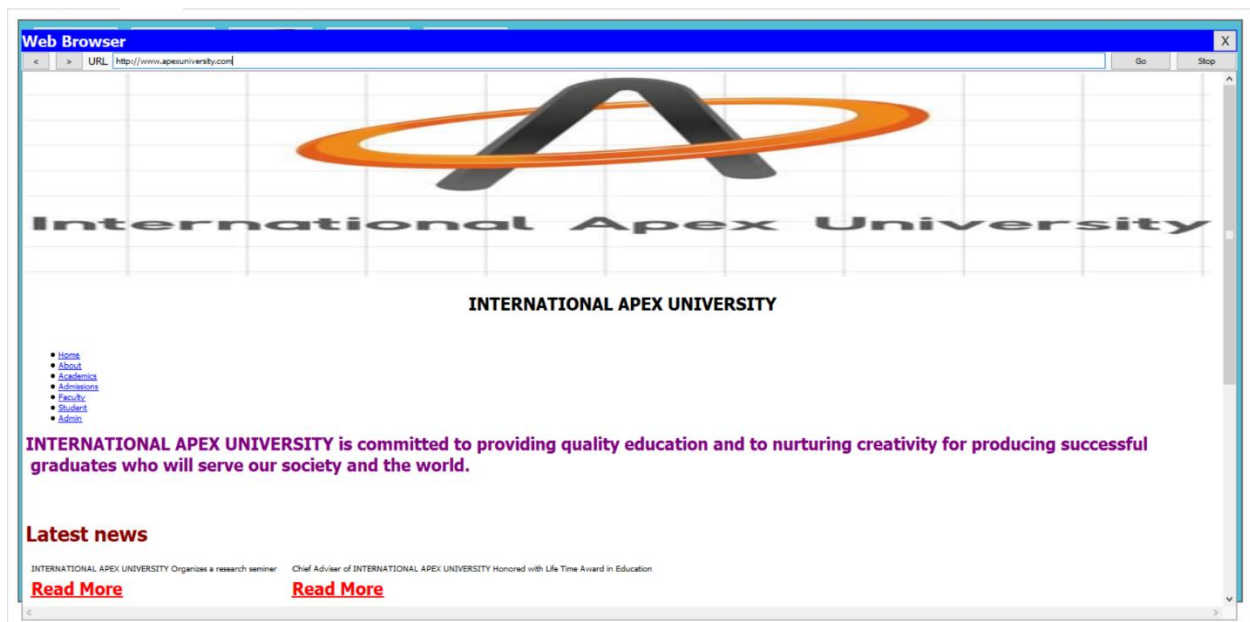 Web Browser X
< > URL http://www.apexuniversity.com Go Stop
International Apex University
INTERNATIONAL APEX UNIVERSITY
Home
About
Academics
Admissions
Faculty
Student
Admin
INTERNATIONAL APEX UNIVERSITY is committed to providing quality education and to nurturing creativity for producing successful
graduates who will serve our society and the world.
Latest news
INTERNATIONAL APEX UNIVERSITY Organizes a research seminer Chief Adviser of INTERNATIONAL APEX UNIVERSITY Honored with Life Time Award in Education
Read More Read More